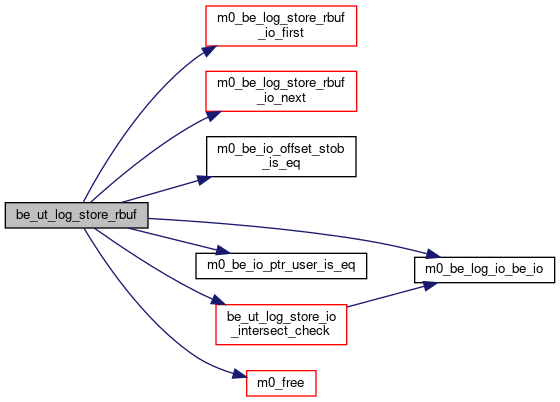 m0_be_log_store_rbuf
_io_first
m0_be_log_store_rbuf
_io_next
m0_be_io_offset_stob
_is_eq
be_ut_log_store_rbuf
m0_be_io_ptr_user_is_eq
m0_be_log_io_be_io
be_ut_log_store_io
_intersect_check
m0_free